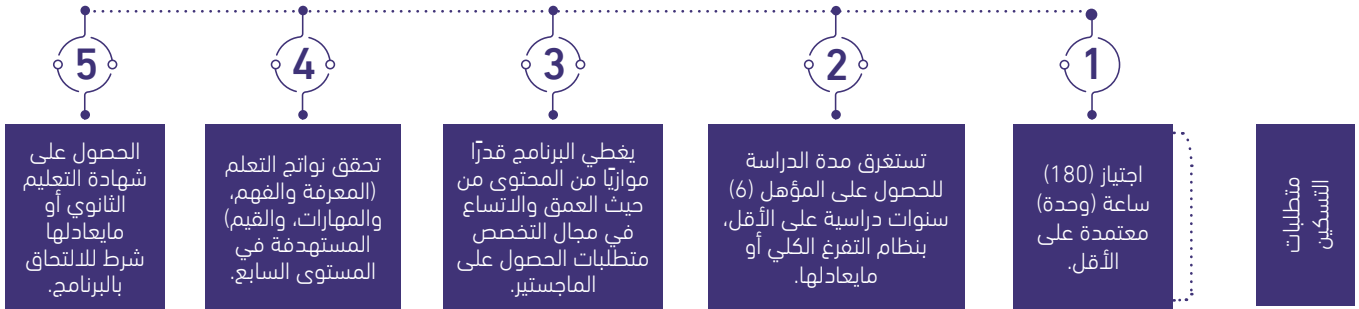 متطلبات
التسكين
1
اجتياز (180)
ساعة (وحدة)
معتمدة على
الأقل.
2
تستغرق مدة الدراسة
للحصول على المؤهل (6)
سنوات دراسية على الأقل،
بنظام التفرغ الكلي أو
مايعادلها.
3
يغطي البرنامج قدرًا
موازيًا من المحتوى من
حيث العمق والاتساع
في مجال التخصص
متطلبات الحصول على
الماجستير.
4
تحقق نواتج التعلم
(المعرفة والفهم،
والمهارات، والقيم)
المستهدفة في
المستوى السابع.
5
الحصول على
شهادة التعليم
الثانوي أو
مايعادلها
شرط للالتحاق
بالبرنامج.